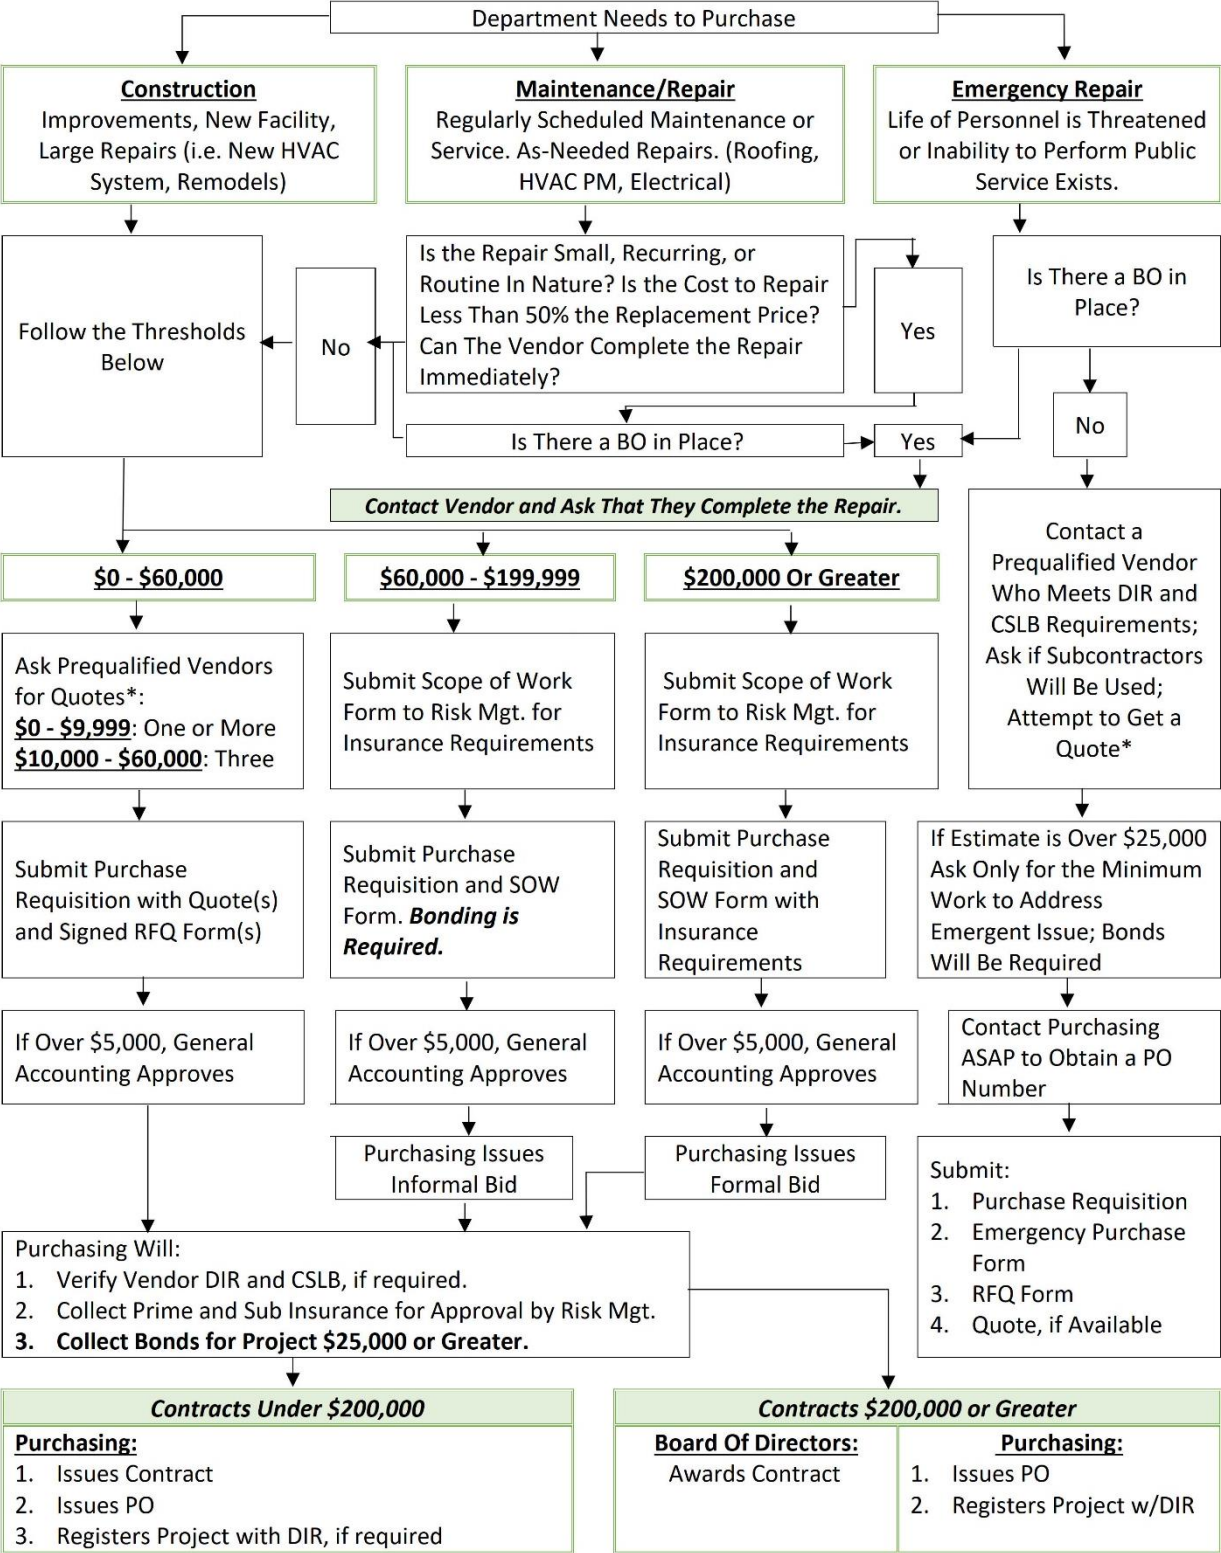 Department Needs to Purchase
Construction
Improvements, New Facility,
Large Repairs (i.e. New HVAC
System, Remodels)
Maintenance/Repair
Regularly Scheduled Maintenance or
Service. As-Needed Repairs. (Roofing,
HVAC PM, Electrical)
Emergency Repair
Life of Personnel is Threatened
or Inability to Perform Public
Service Exists.
Follow the Thresholds
Below
No
Is the Repair Small, Recurring, or
Routine In Nature? Is the Cost to Repair
Less Than 50% the Replacement Price?
Can The Vendor Complete the Repair
Immediately?
Yes
Is There a BO in
Place?
Is There a BO in Place?
Yes
No
Contact Vendor and Ask That They Complete the Repair.
$0 - $60,000
$60,000 - $199,999
$200,000 Or Greater
Contact a
Prequalified Vendor
Who Meets DIR and
CSLB Requirements;
Ask if Subcontractors
Will Be Used;
Attempt to Get a
Quote*
Ask Prequalified Vendors
for Quotes*:
$0 - $9,999: One or More
$10,000 - $60,000: Three
Submit Scope of Work
Form to Risk Mgt. for
Insurance Requirements
Submit Scope of Work
Form to Risk Mgt. for
Insurance Requirements
Submit Purchase
Requisition with Quote(s)
and Signed RFQ Form(s)
Submit Purchase
Requisition and SOW
Form. Bonding is
Required.
Submit Purchase
Requisition and
SOW Form with
Insurance
Requirements
If Estimate is Over $25,000
Ask Only for the Minimum
Work to Address
Emergent Issue; Bonds
Will Be Required
If Over $5,000, General
Accounting Approves
If Over $5,000, General
Accounting Approves
If Over $5,000, General
Accounting Approves
Contact Purchasing
ASAP to Obtain a PO
Number
Purchasing Issues
Informal Bid
Purchasing Issues
Formal Bid
Submit:
1. Purchase Requisition
2. Emergency Purchase
Form
3. RFQ Form
4. Quote, if Available
Purchasing Will:
1. Verify Vendor DIR and CSLB, if required.
2. Collect Prime and Sub Insurance for Approval by Risk Mgt.
3. Collect Bonds for Project $25,000 or Greater.
Contracts Under $200,000
Purchasing:
1. Issues Contract
2. Issues PO
3. Registers Project with DIR, if required
Contracts $200,000 or Greater
Board Of Directors:
Awards Contract
Purchasing:
1. Issues PO
2. Registers Project w/DIR